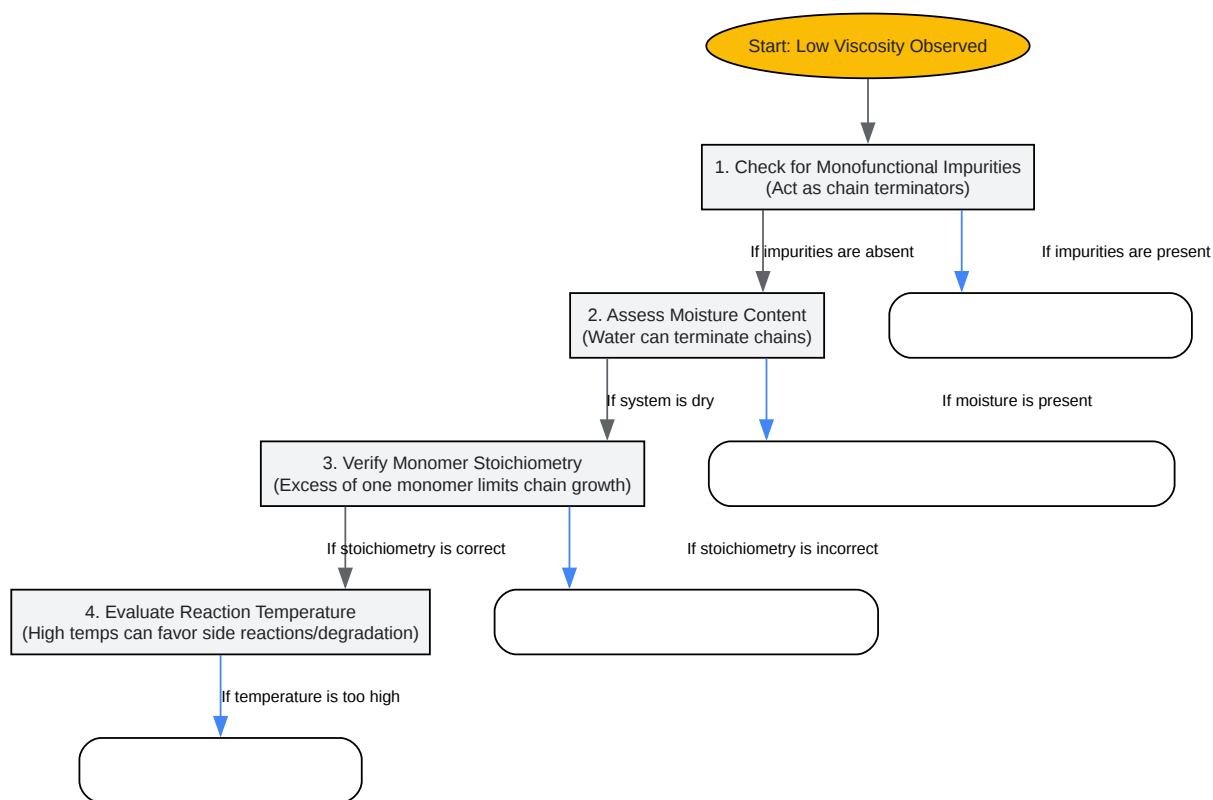 Start: Low Viscosity Observed
1. Check for Monofunctional Impurities
(Act as chain terminators)
If impurities are absent
If impurities are present
2. Assess Moisture Content
(Water can terminate chains)
If system is dry
If moisture is present
3. Verify Monomer Stoichiometry
(Excess of one monomer limits chain growth)
If stoichiometry is correct
If stoichiometry is incorrect
4. Evaluate Reaction Temperature
(High temps can favor side reactions/degradation)
If temperature is too high